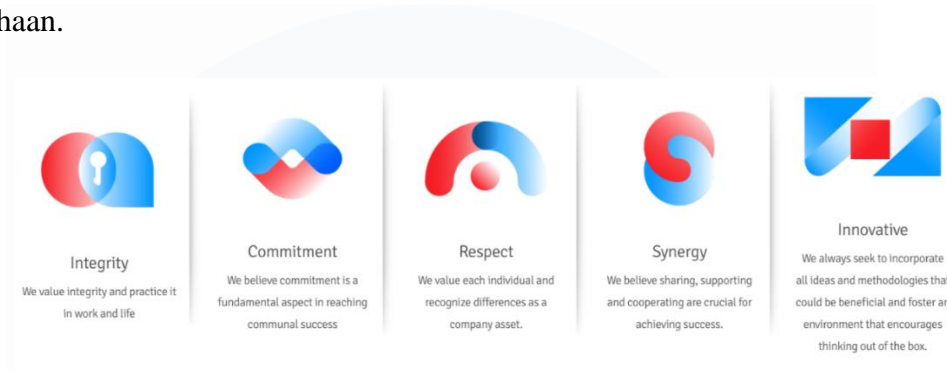 haan.
Integrity
We value integrity and practice it
in work and life
Commitment
We believe commitment is a
fundamental aspect in reaching
communal success
Respect
We value each individual and
recognize differences as a
company asset.
Synergy
We believe sharing, supporting
and cooperating are crucial for
achieving success.
Innovative
We always seek to incorporate
all ideas and methodologies that
could be beneficial and foster an
environment that encourages
thinking out of the box.